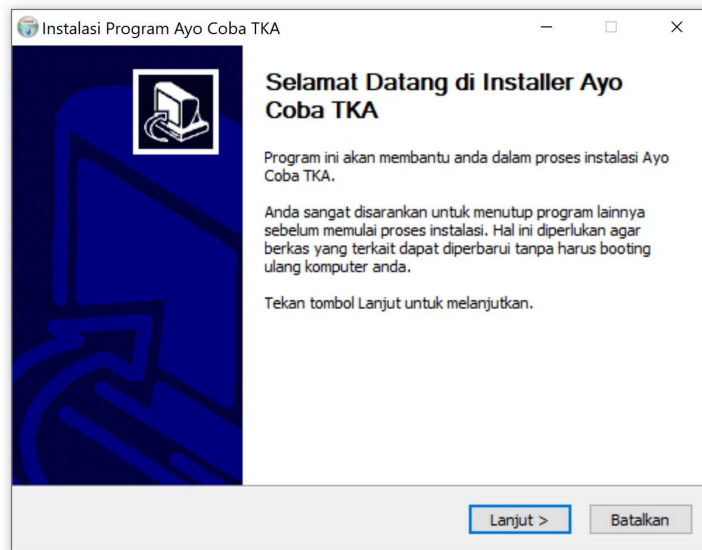 Instalasi Program Ayo Coba TKA
Selamat Datang di Installer Ayo
Coba TKA
Program ini akan membantu anda dalam proses instalasi Ayo
Coba TKA.
Anda sangat disarankan untuk menutup program lainnya
sebelum memulai proses instalasi. Hal ini diperlukan agar
berkas yang terkait dapat diperbarui tanpa harus booting
ulang komputer anda.
Tekan tombol Lanjut untuk melanjutkan.
Lanjut >
Batalkan